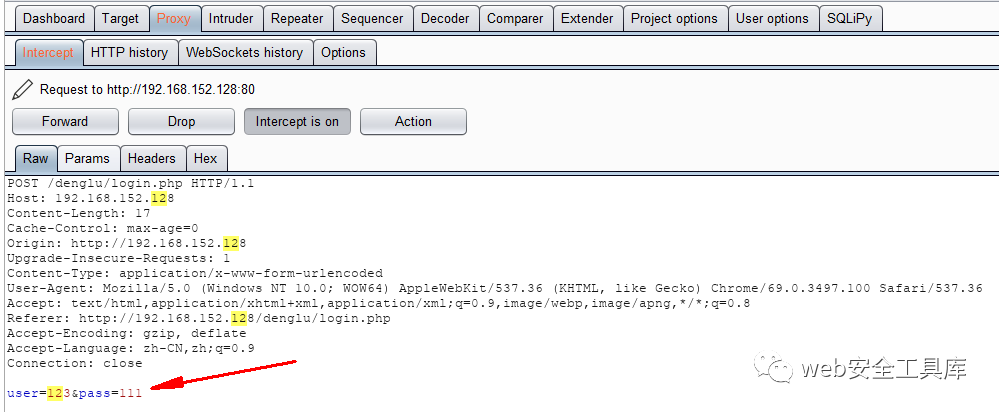 Dashboard Target Proxy Intruder Repeater Sequencer Decoder Comparer Extender Project options User options SQLiPy
Intercept HTTP history WebSockets history Options
Request to http://192.168.152.128:80
Forward Drop Intercept is on Action
Raw Params Headers Hex
POST /denglu/login.php HTTP/1.1
Host: 192.168.152.128
Content-Length: 17
Cache-Control: max-age=0
Origin: http://192.168.152.128
Upgrade-Insecure-Requests: 1
Content-Type: application/x-www-form-urlencoded
User-Agent: Mozilla/5.0 (Windows NT 10.0; WOW64) AppleWebKit/537.36 (KHTML, like Gecko) Chrome/69.0.3497.100 Safari/537.36
Accept: text/html,application/xhtml+xml,application/xml;q=0.9,image/webp,image/apng,*/*;q=0.8
Referer: http://192.168.152.128/denglu/login.php
Accept-Encoding: gzip, deflate
Accept-Language: zh-CN,zh;q=0.9
Connection: close
user=123&pass=111
web安全工具库